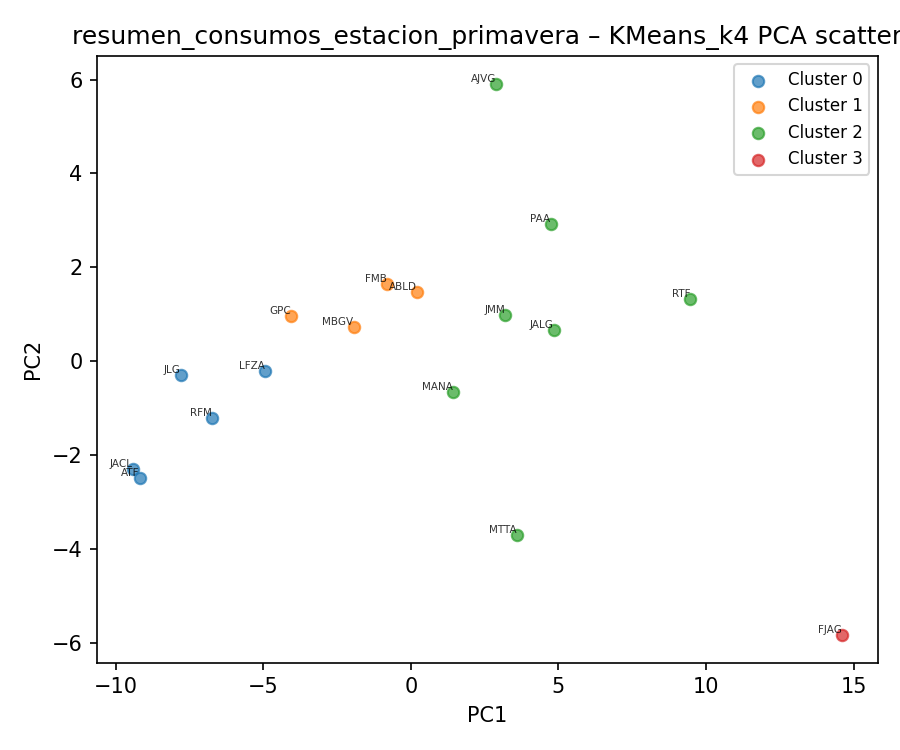 resumen_consumos_estacion_primavera – KMeans_k4 PCA scatter
Cluster 0
Cluster 1
Cluster 2
Cluster 3
AJVG
PAA
RTF
FMB
ABLD
GPC
MBGV
JMM
JALG
JLG
LFZA
MANA
RFM
JACL
ATF
MTTA
FJAG
6
4
2
0
−2
−4
−6
PC2
−10
−5
0
5
10
15
PC1